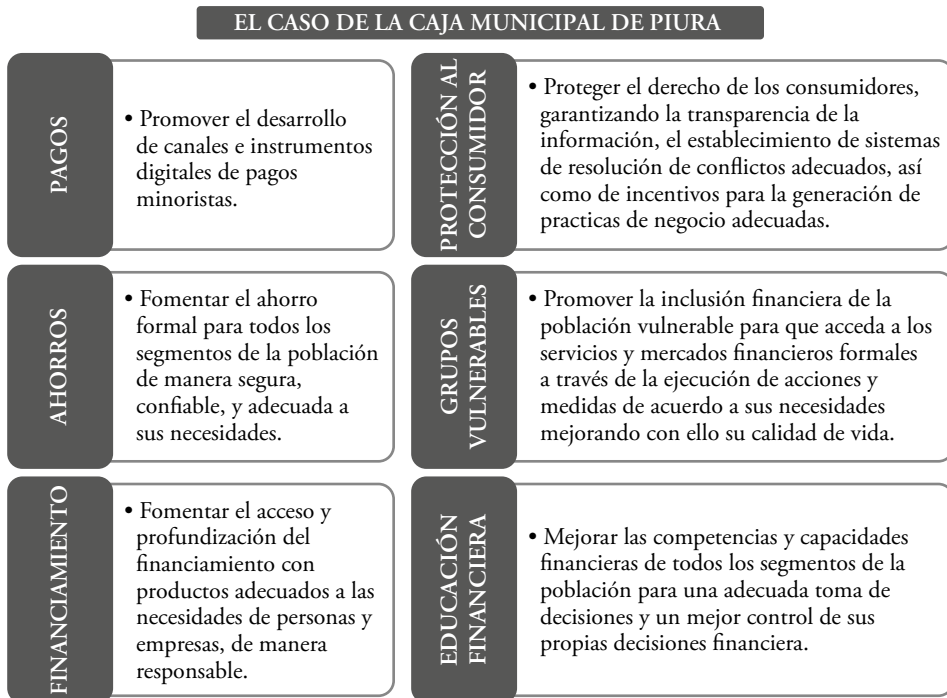 EL CASO DE LA CAJA MUNICIPAL DE PIURA
PAGOS
• Promover el desarrollo
de canales e instrumentos
digitales de pagos
minoristas.
PROTECCIÓN AL
CONSUMIDOR
• Proteger el derecho de los consumidores,
garantizando la transparencia de la
información, el establecimiento de sistemas
de resolución de conflictos adecuados, así
como de incentivos para la generación de
practicas de negocio adecuadas.
AHORROS
• Fomentar el ahorro
formal para todos los
segmentos de la población
de manera segura,
confiable, y adecuada a
sus necesidades.
GRUPOS
VULNERABLES
• Promover la inclusión financiera de la
población vulnerable para que acceda a los
servicios y mercados financieros formales
a través de la ejecución de acciones y
medidas de acuerdo a sus necesidades
mejorando con ello su calidad de vida.
FINANCIAMIENTO
• Fomentar el acceso y
profundización del
financiamiento con
productos adecuados a las
necesidades de personas y
empresas, de manera
responsable.
EDUCACIÓN
FINANCIERA
• Mejorar las competencias y capacidades
financieras de todos los segmentos de la
población para una adecuada toma de
decisiones y un mejor control de sus
propias decisiones financiera.